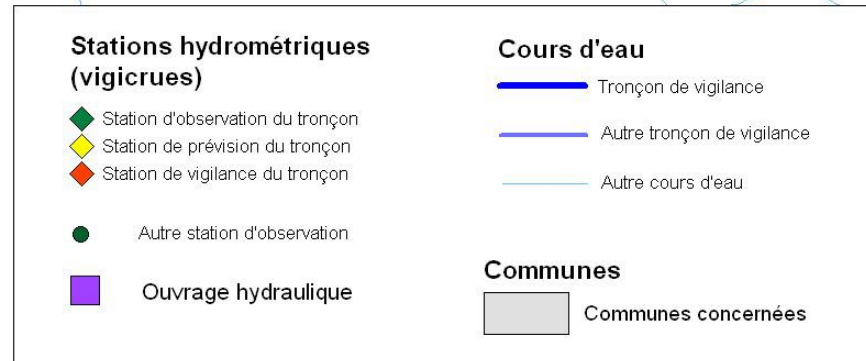 Stations hydrométriques
(vigicrues)
Station d'observation du tronçon
Station de prévision du tronçon
Station de vigilance du tronçon
Autre station d'observation
Ouvrage hydraulique
Cours d'eau
Tronçon de vigilance
Autre tronçon de vigilance
Autre cours d'eau
Communes
Communes concernées